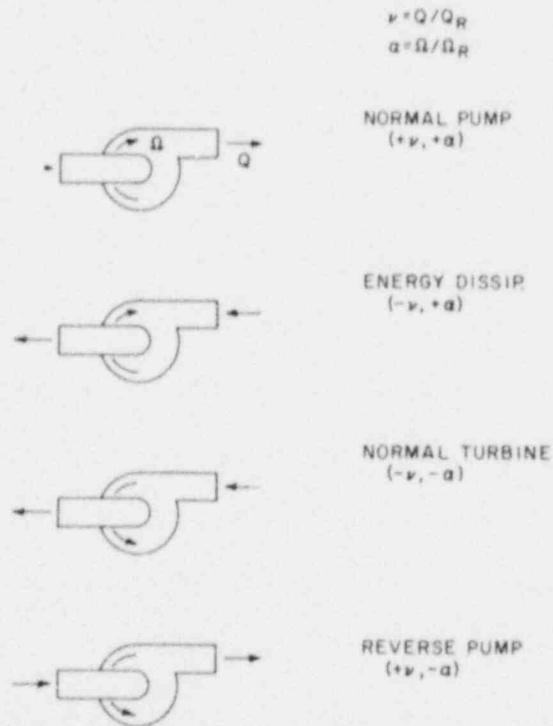 ν=Q/Q_R
α=Ω/Ω_R
NORMAL PUMP
(+ν, +α)
Ω
Q
ENERGY DISSIP.
(-ν, +α)
NORMAL TURBINE
(-ν, -α)
REVERSE PUMP
(+ν, -α)